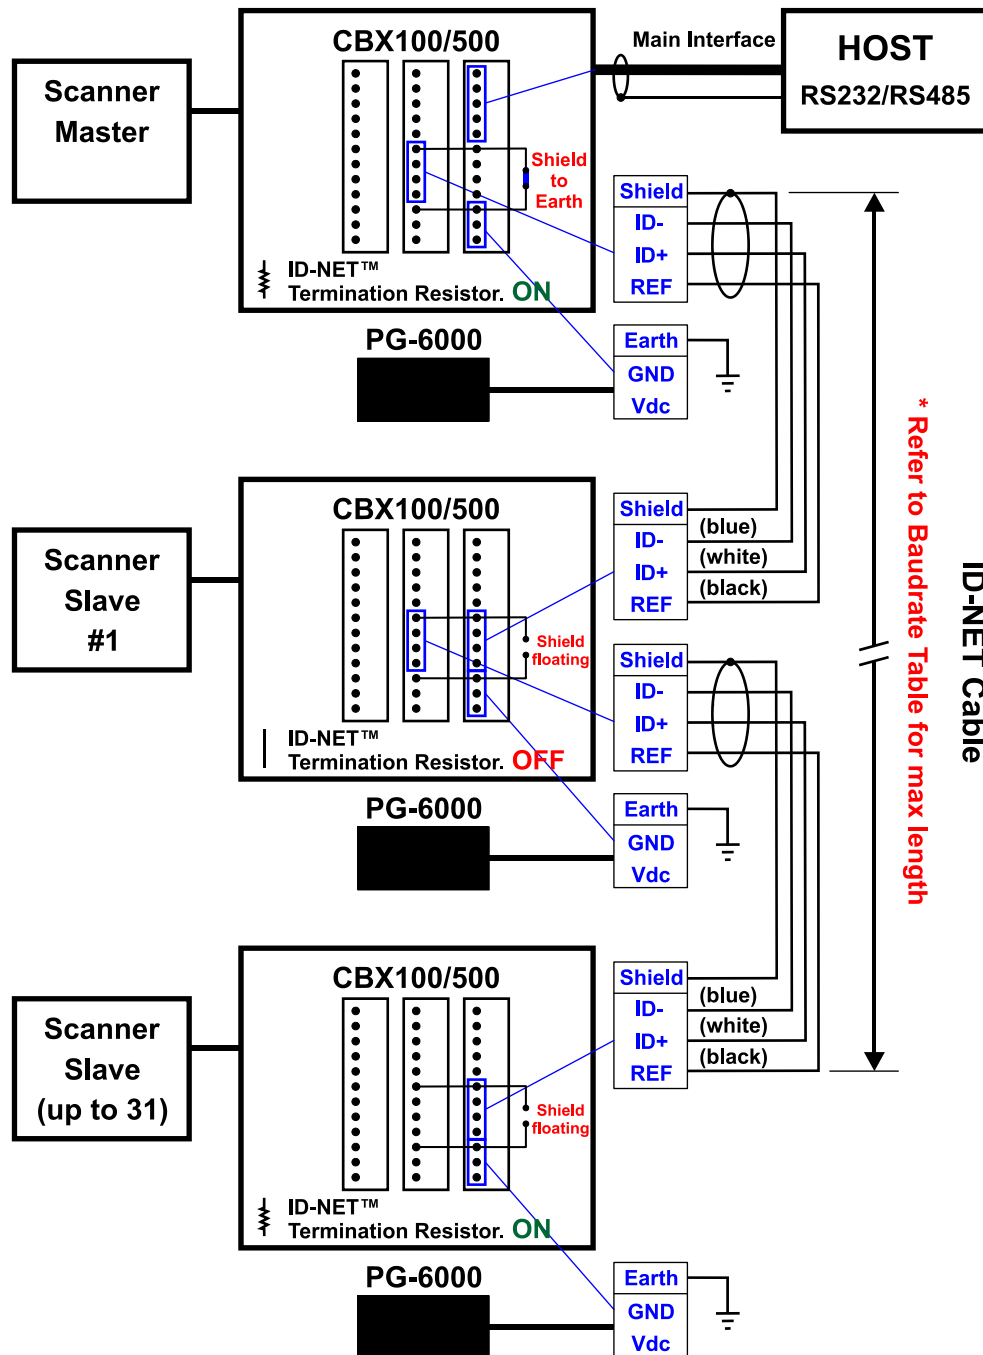 CBX100/500
Main Interface
HOST
RS232/RS485
Scanner
Master
Shield
to
Earth
Shield
ID-
ID+
REF
ID-NET™
Termination Resistor. ON
PG-6000
Earth
GND
Vdc
CBX100/500
Scanner
Slave
#1
Shield
(blue)
ID-
(white)
ID+
(black)
REF
Shield
floating
Shield
ID-
ID+
REF
ID-NET™
Termination Resistor. OFF
PG-6000
Earth
GND
Vdc
* Refer to Baudrate Table for max length
ID-NET Cable
CBX100/500
Scanner
Slave
(up to 31)
Shield
(blue)
ID-
(white)
ID+
(black)
REF
Shield
floating
ID-NET™
Termination Resistor. ON
PG-6000
Earth
GND
Vdc